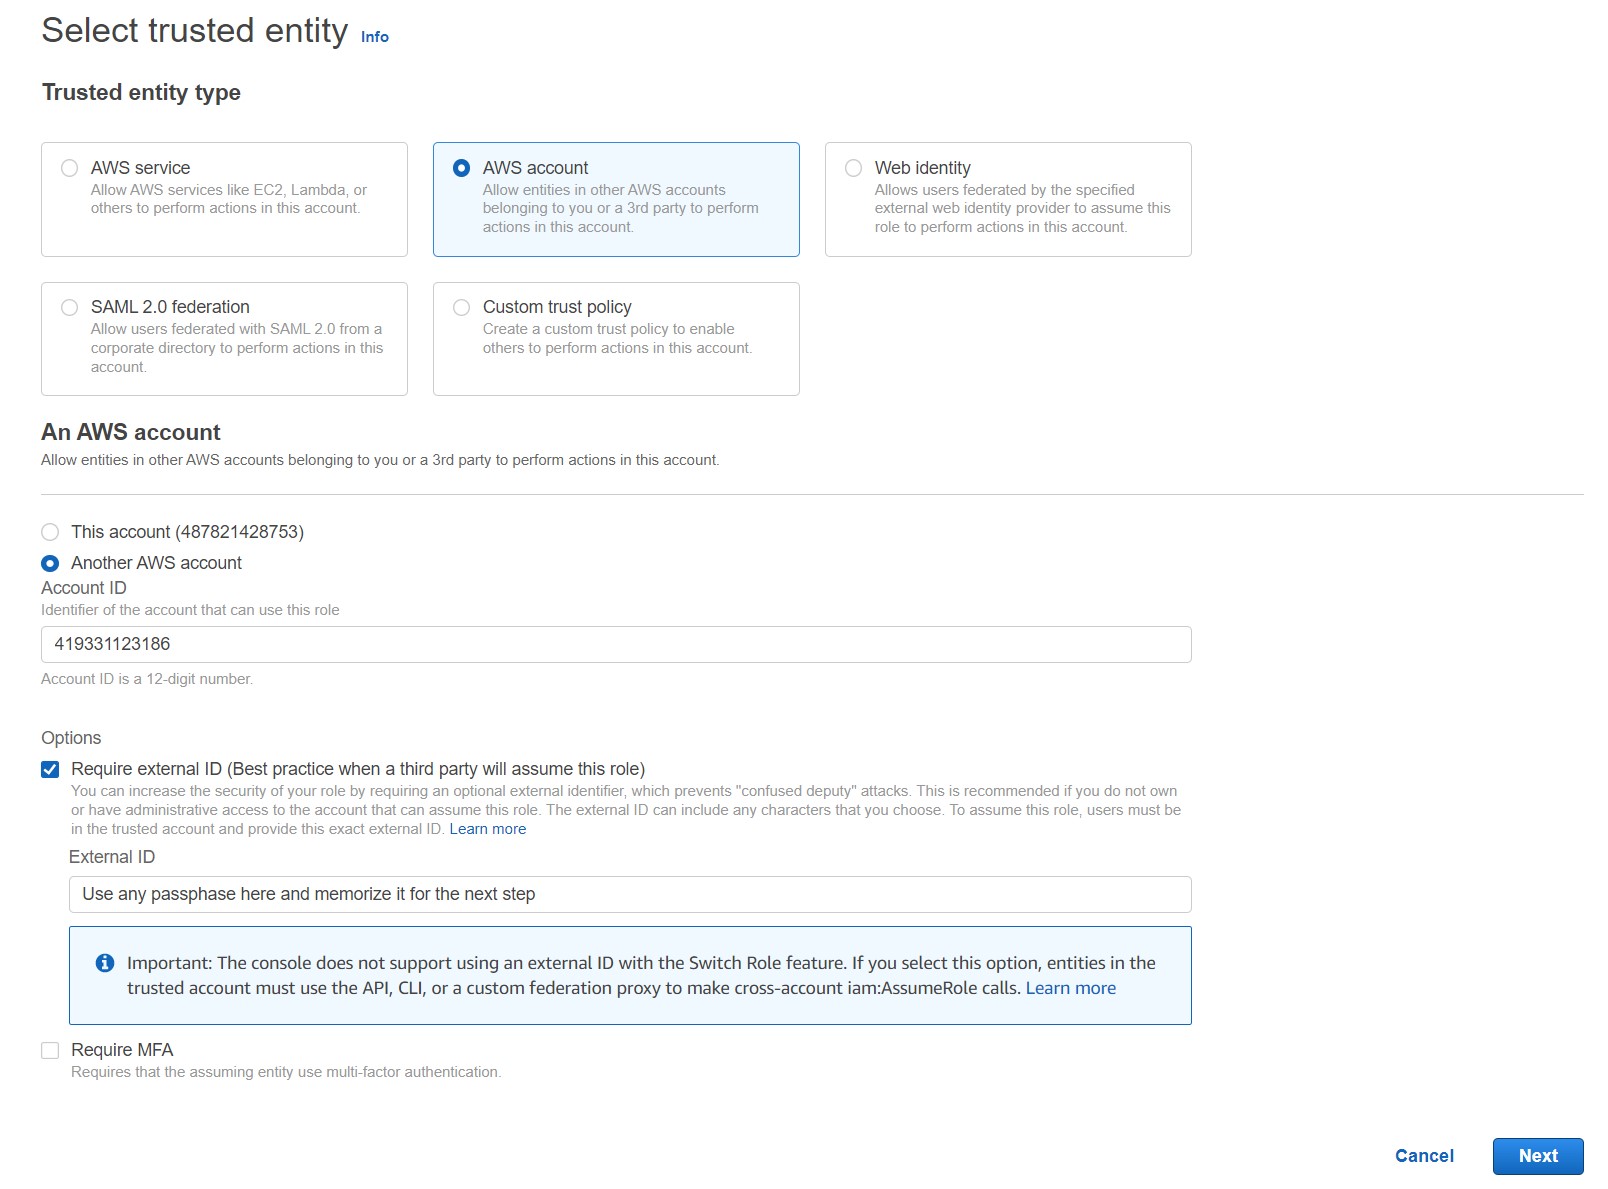 Select trusted entity Info
Trusted entity type
AWS service
Allow AWS services like EC2, Lambda, or
others to perform actions in this account.
AWS account
Allow entities in other AWS accounts
belonging to you or a 3rd party to perform
actions in this account.
Web identity
Allows users federated by the specified
external web identity provider to assume this
role to perform actions in this account.
SAML 2.0 federation
Allow users federated with SAML 2.0 from a
corporate directory to perform actions in this
account.
Custom trust policy
Create a custom trust policy to enable
others to perform actions in this account.
An AWS account
Allow entities in other AWS accounts belonging to you or a 3rd party to perform actions in this account.
This account (487821428753)
Another AWS account
Account ID
Identifier of the account that can use this role
419331123186
Account ID is a 12-digit number.
Options
Require external ID (Best practice when a third party will assume this role)
You can increase the security of your role by requiring an optional external identifier, which prevents "confused deputy" attacks. This is recommended if you do not own
or have administrative access to the account that can assume this role. The external ID can include any characters that you choose. To assume this role, users must be
in the trusted account and provide this exact external ID. Learn more
External ID
Use any passphase here and memorize it for the next step
Important: The console does not support using an external ID with the Switch Role feature. If you select this option, entities in the
trusted account must use the API, CLI, or a custom federation proxy to make cross-account iam:AssumeRole calls. Learn more
Require MFA
Requires that the assuming entity use multi-factor authentication.
Cancel
Next